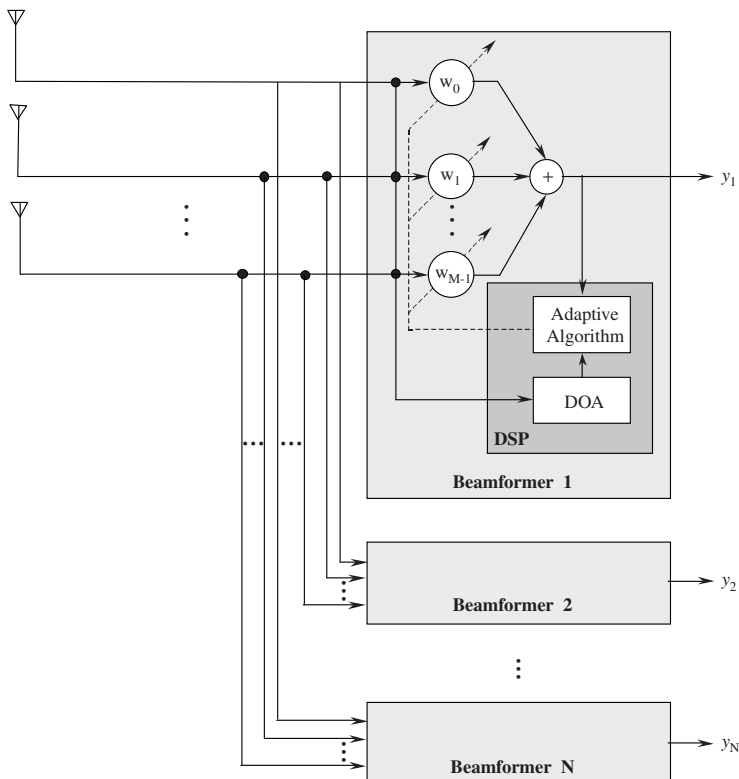 w0
w1
y1
+
wM-1
Adaptive
Algorithm
DOA
DSP
Beamformer 1
Beamformer 2
y2
Beamformer N
yN